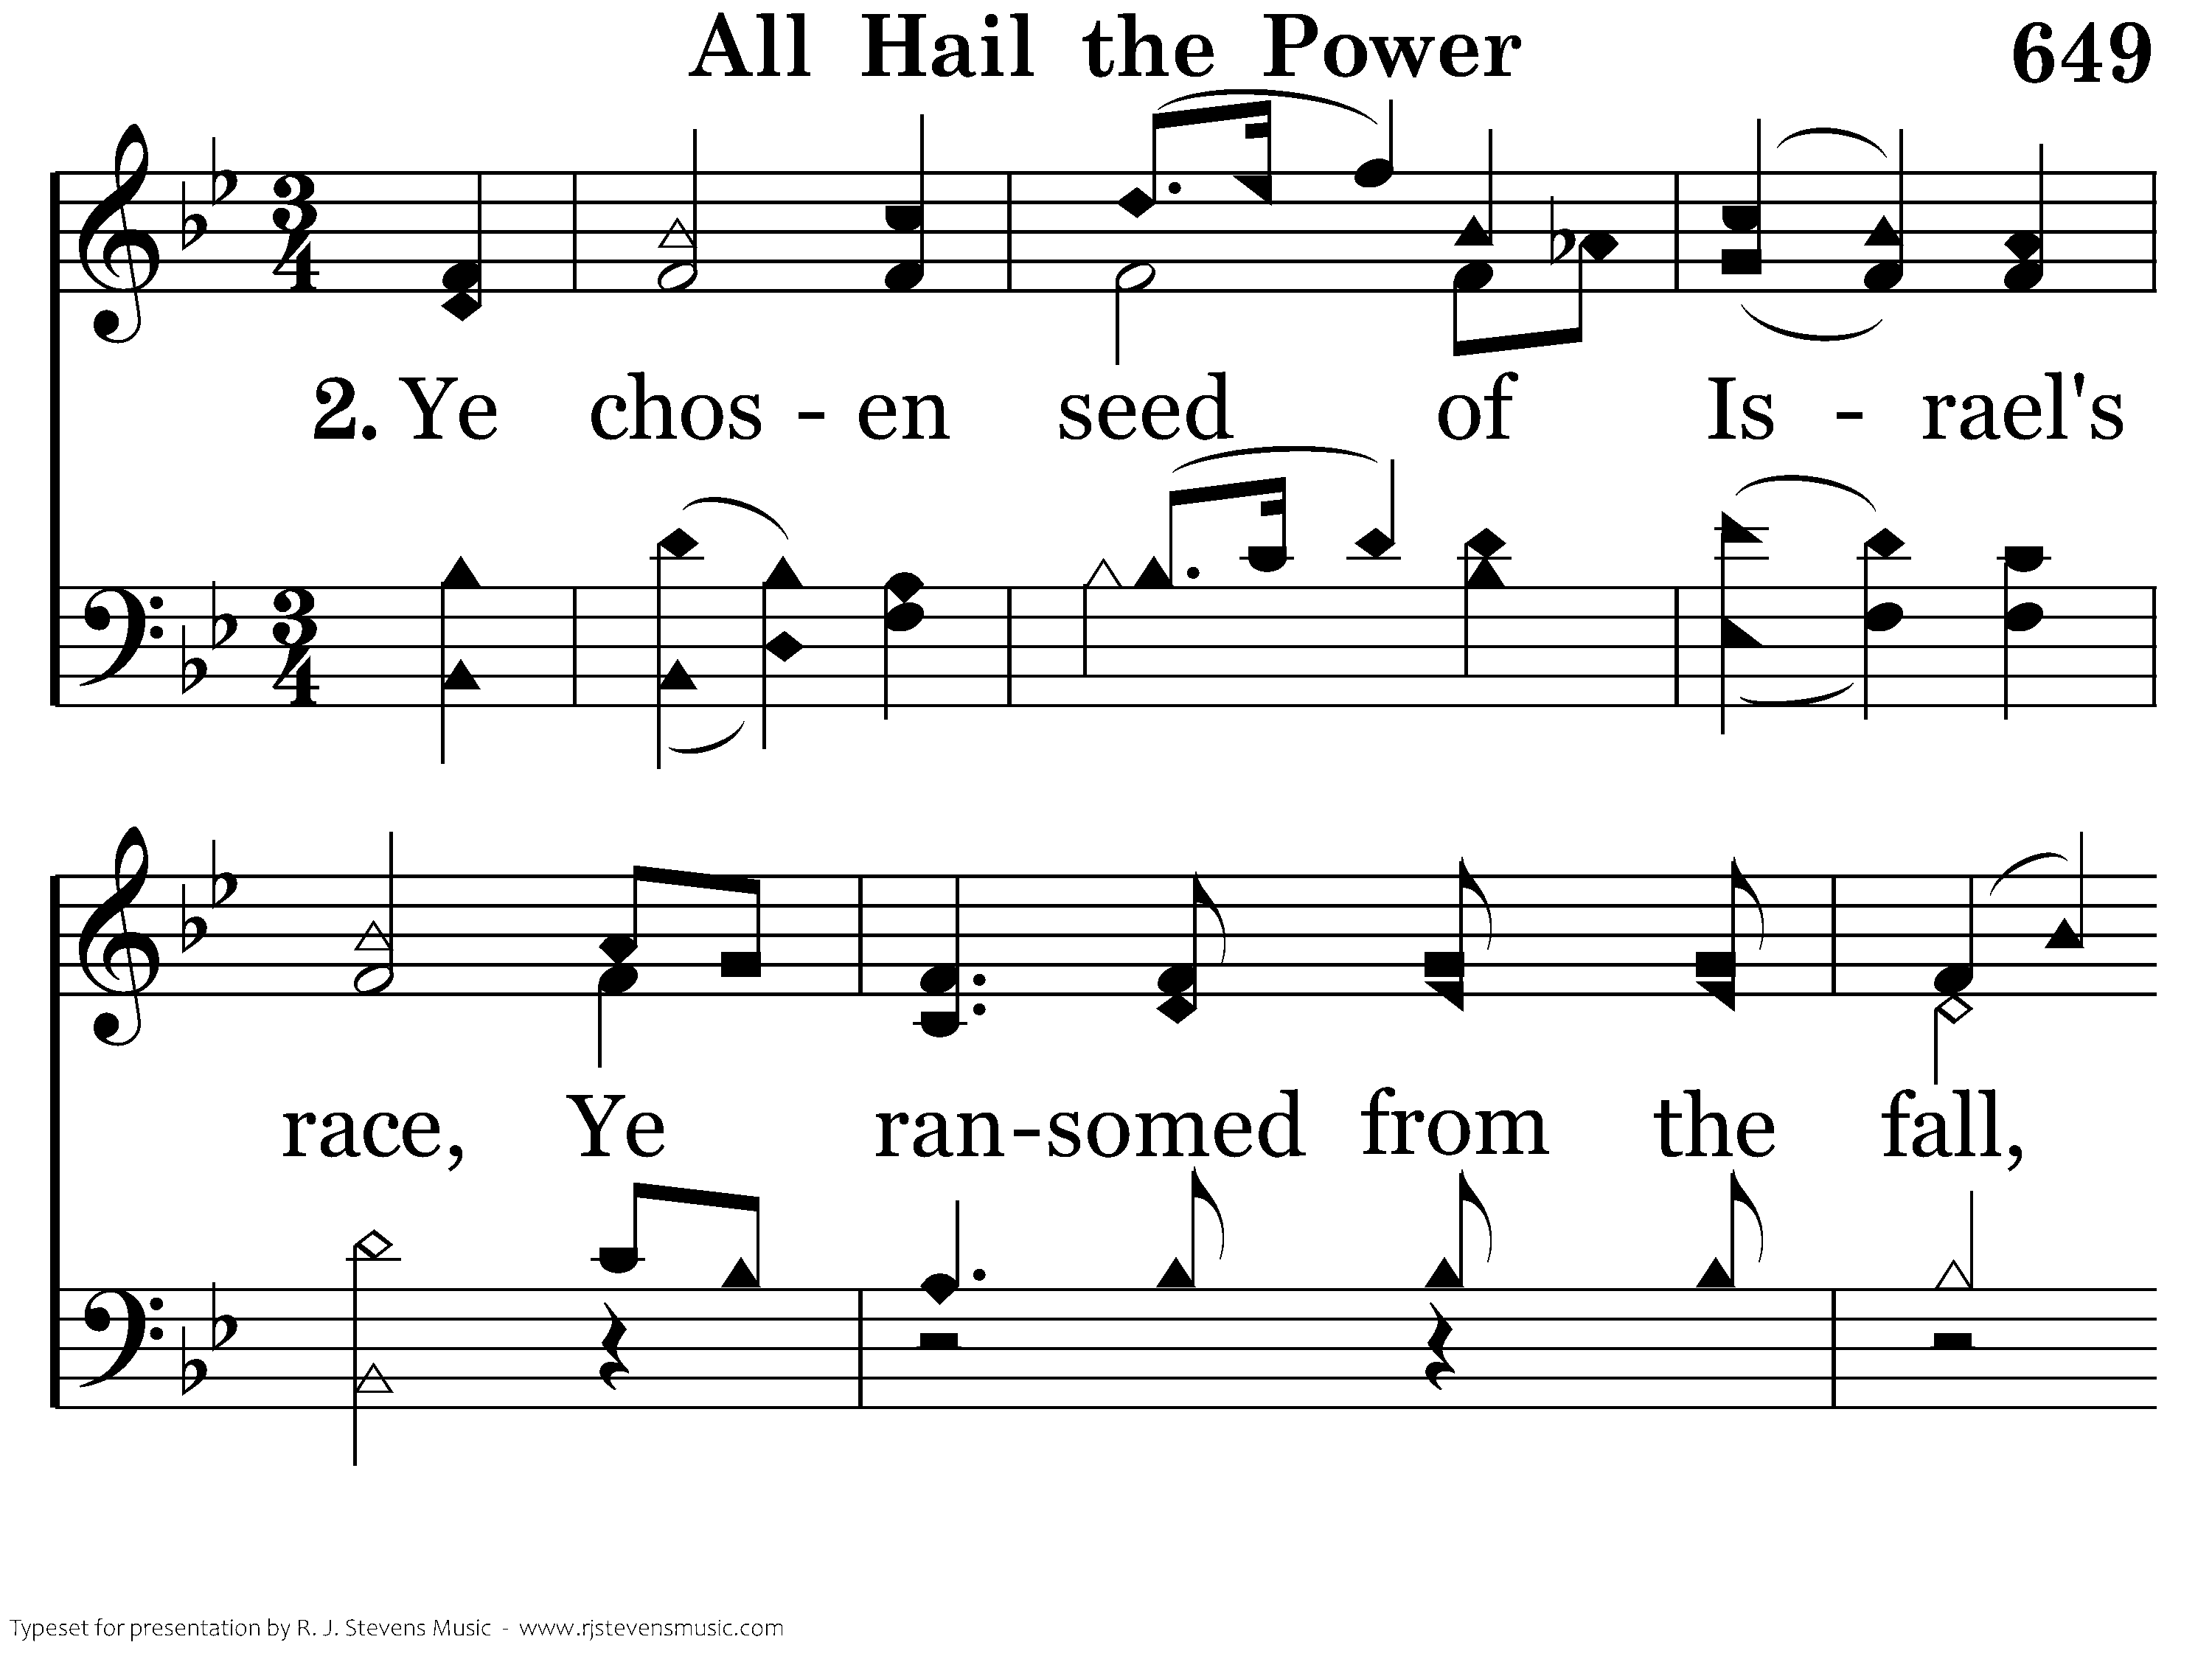 All Hail the Power 649
2. Ye chos - en seed of Is - rael's
race, Ye ran-somed from the fall,
Typeset for presentation by R. J. Stevens Music - www.rjstevensmusic.com